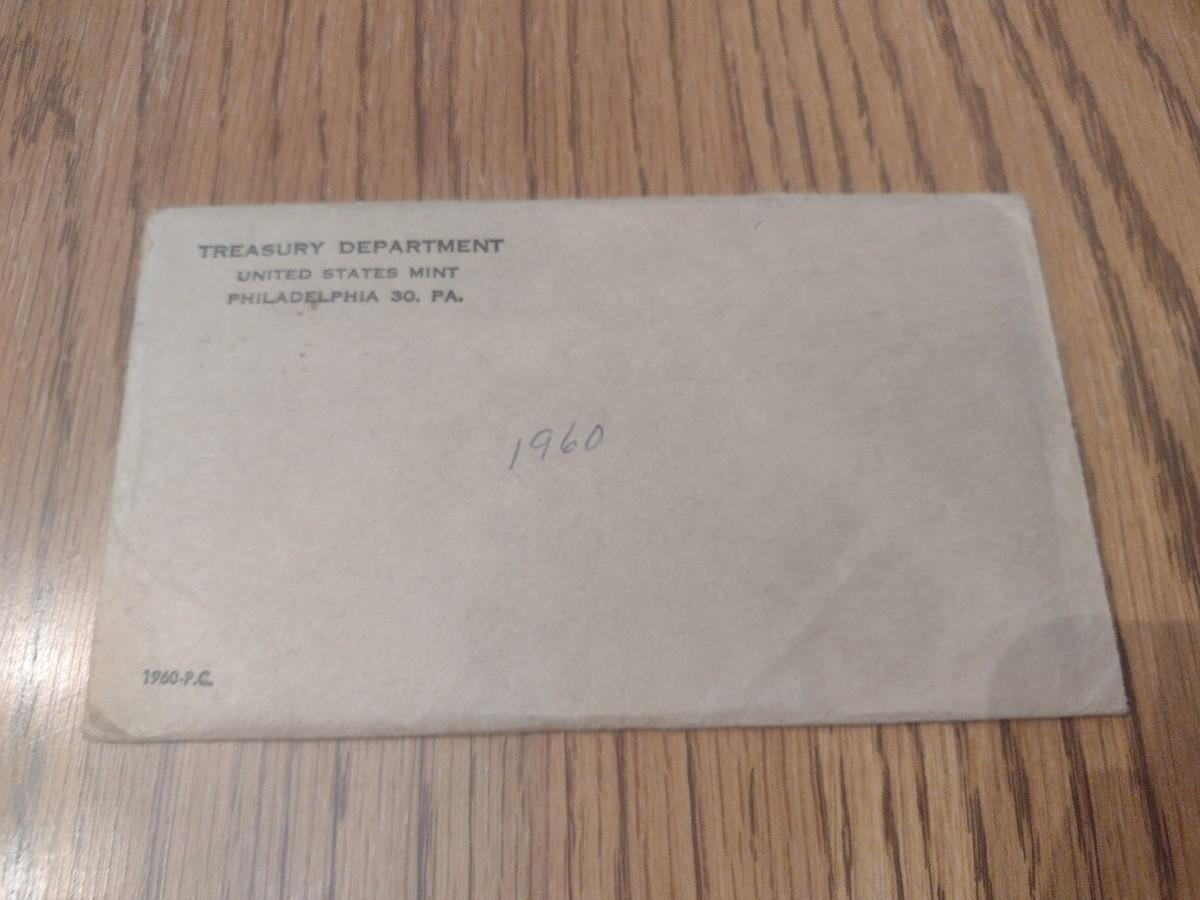 TREASURY DEPARTMENT
UNITED STATES MINT
PHILADELPHIA 30, PA.
1960
1960-P.C.